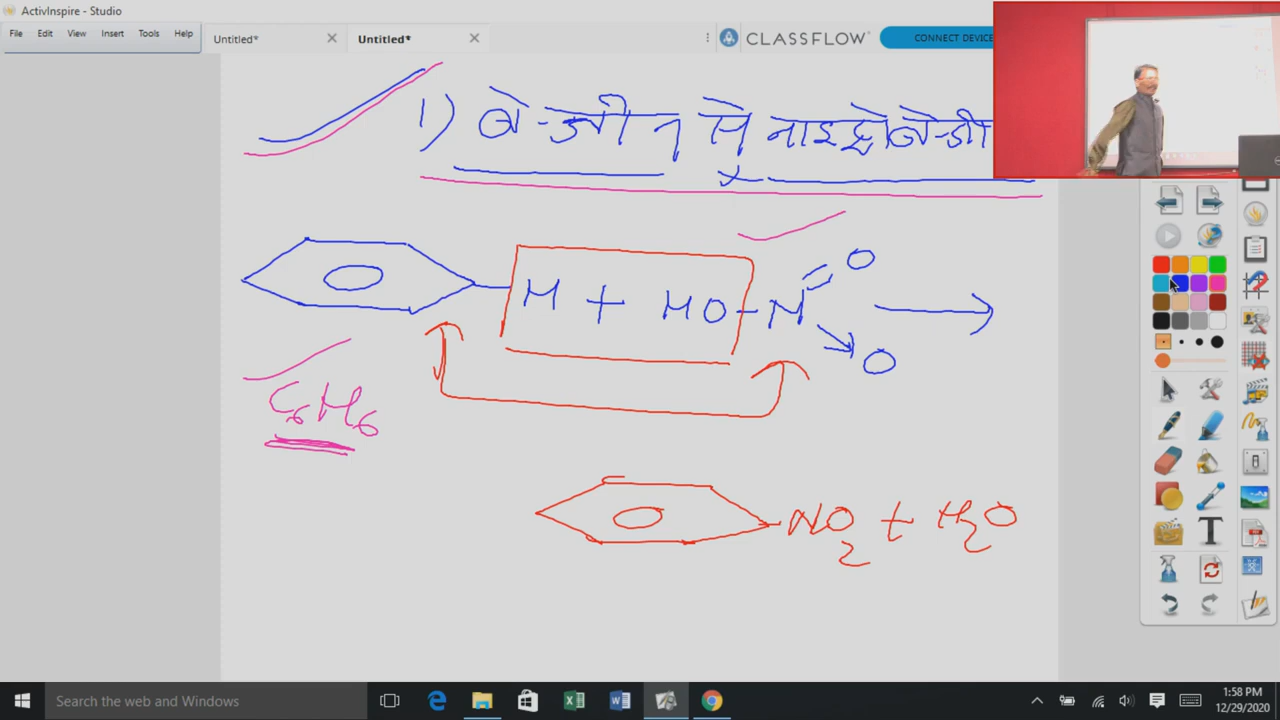 ActivInspire - Studio
File Edit View Insert Tools Help
Untitled* Untitled* CLASSFLOW CONNECT DEVICE
1) बेन्जीन से नाइट्रोबेन्जी
H + HO-N O
O
C6H6
NO2 + H2O
Search the web and Windows
1:58 PM
12/29/2020